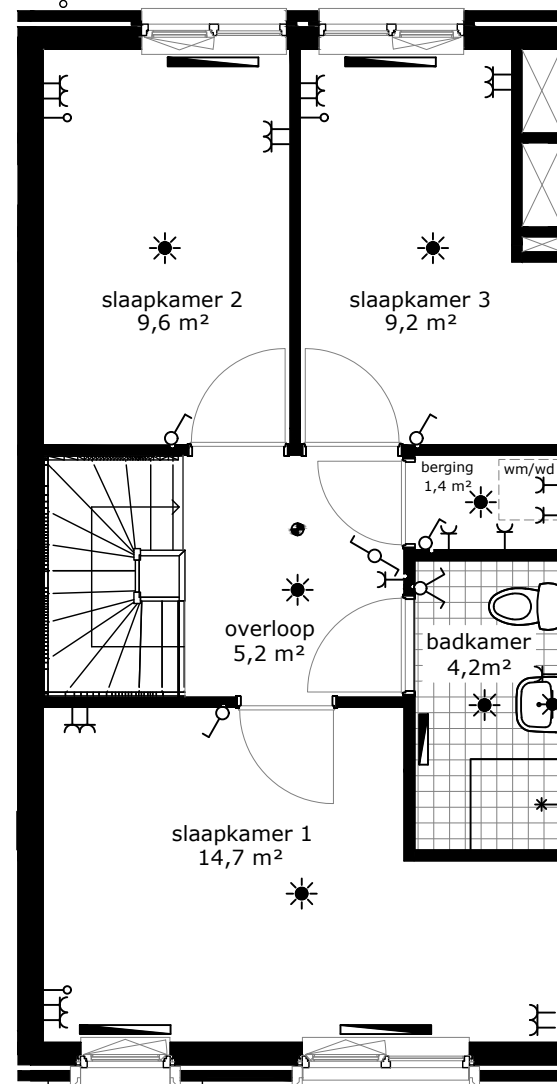 slaapkamer 2
9,6 m²
slaapkamer 3
9,2 m²
berging
1,4 m²
wm/wd
overloop
5,2 m²
badkamer
4,2m²
slaapkamer 1
14,7 m²